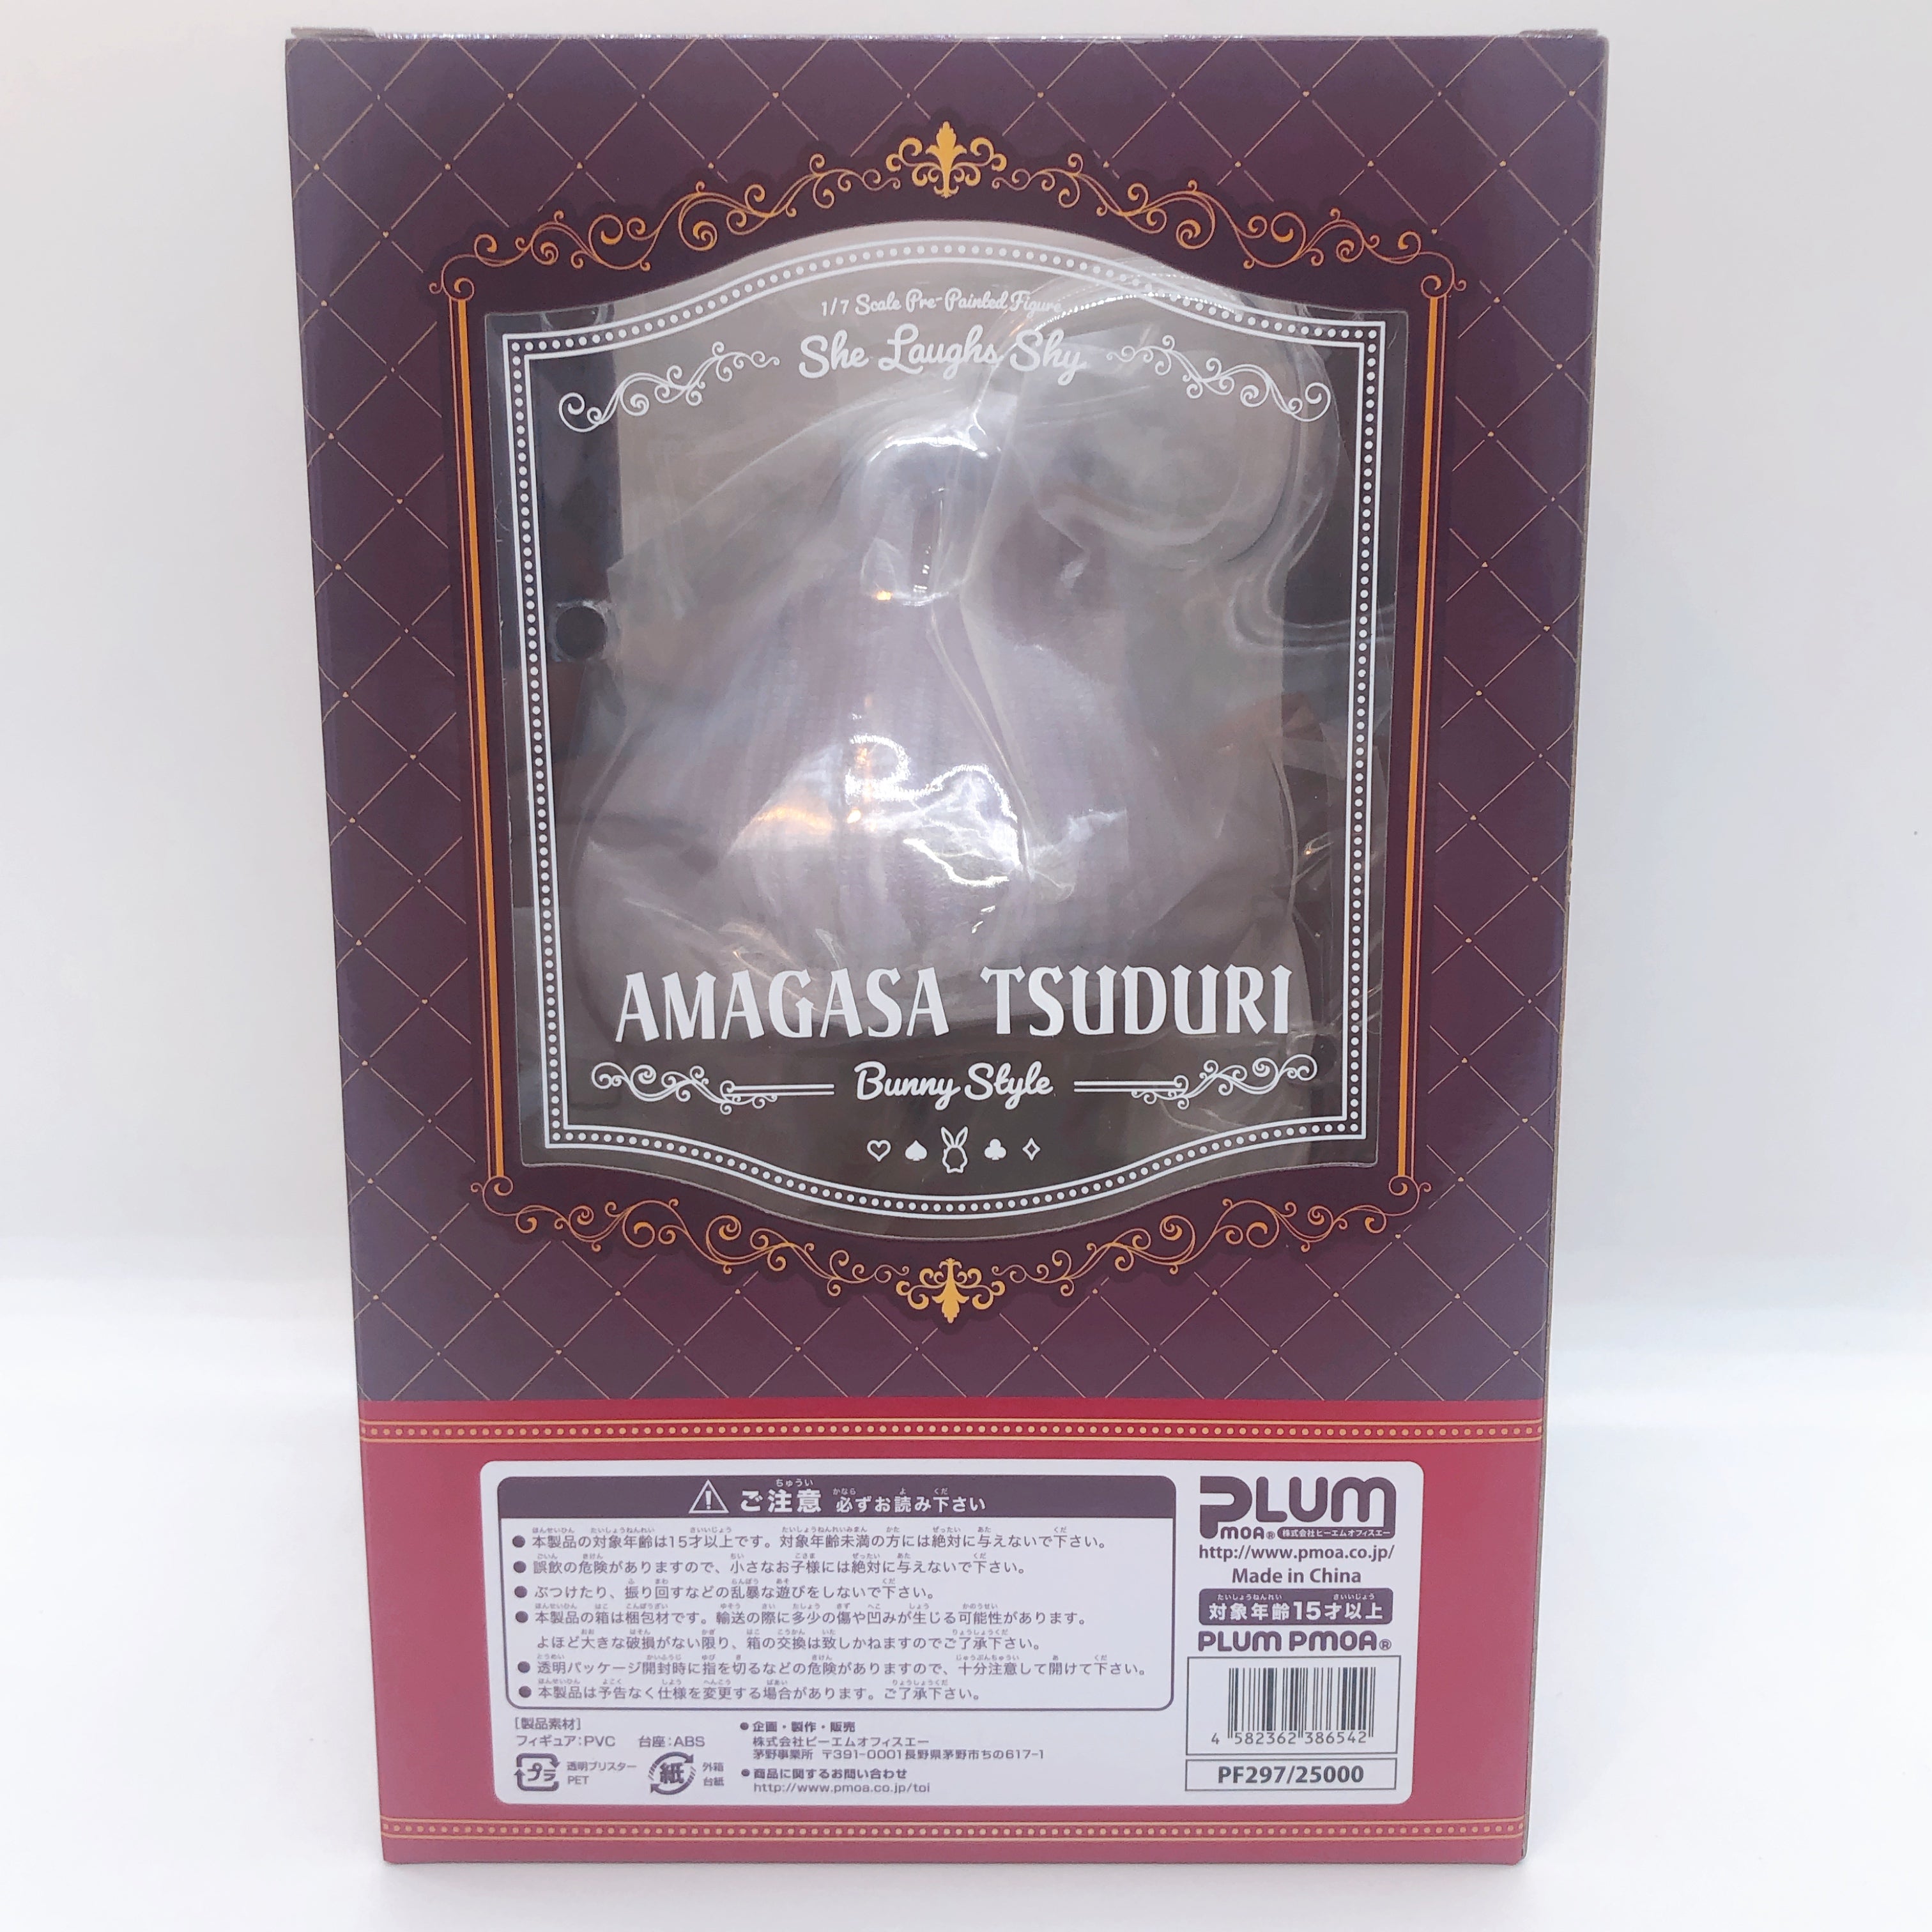 1/7 Scale Pre-Painted Figure
She Laughs Shy
AMAGASA TSUDURI
Bunny Style
ご注意 必ずお読み下さい
●本製品の対象年齢は15才以上です。対象年齢未満の方には絶対に与えないで下さい。
●誤飲の危険がありますので、小さなお子様には絶対に与えないで下さい。
●ぶつけたり、振り回すなどの乱暴な遊びをしないで下さい。
●本製品の箱は梱包材です。輸送の際に多少の傷や凹みが生じる可能性があります。
よほど大きな破損がない限り、箱の交換は致しかねますのでご了承下さい。
●透明パッケージ開封時に指を切るなどの危険がありますので、十分注意して開けて下さい。
●本製品は予告なく仕様を変更する場合があります。ご了承下さい。
[製品素材]
フィギュア:PVC 台座:ABS
プラ
透明ブリスター
PET
紙
外箱
台紙
●企画・製作・販売
株式会社ピーエムオフィスエー
茅野事業所 〒391-0001長野県茅野市ちの617-1
●商品に関するお問い合わせ
http://www.pmoa.co.jp/toi
PLUM
PMOA® 株式会社ピーエムオフィスエー
http://www.pmoa.co.jp/
Made in China
対象年齢15才以上
PLUM PMOA®
4 582362 386542
PF297/25000